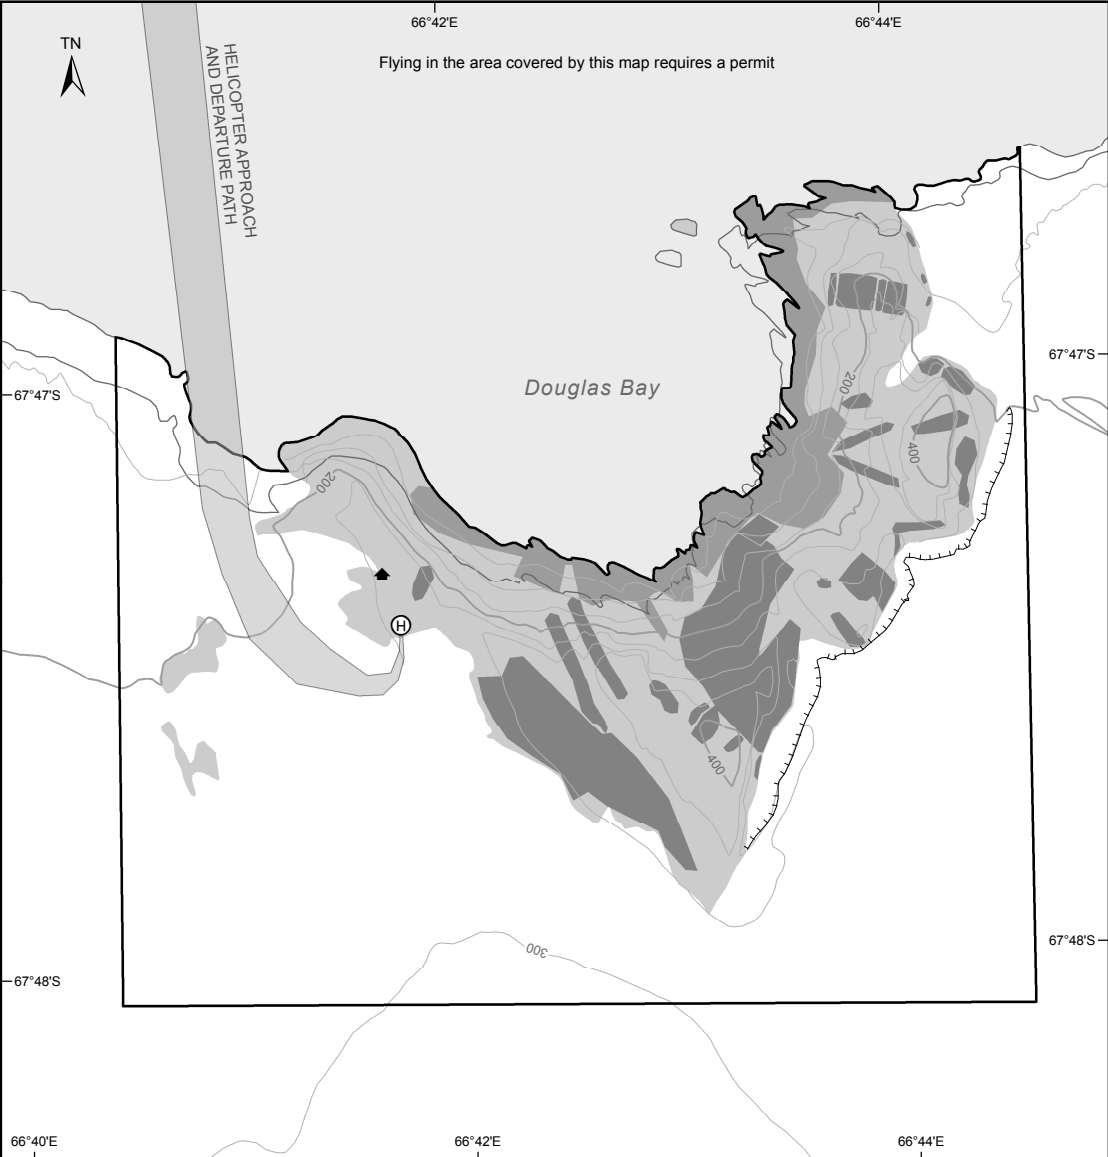 66°42'E
66°44'E
TN
Flying in the area covered by this map requires a permit
HELICOPTER APPROACH
AND DEPARTURE PATH
67°47'S
67°47'S
Douglas Bay
200
200
400
H
400
300
67°48'S
67°48'S
66°40'E
66°42'E
66°44'E